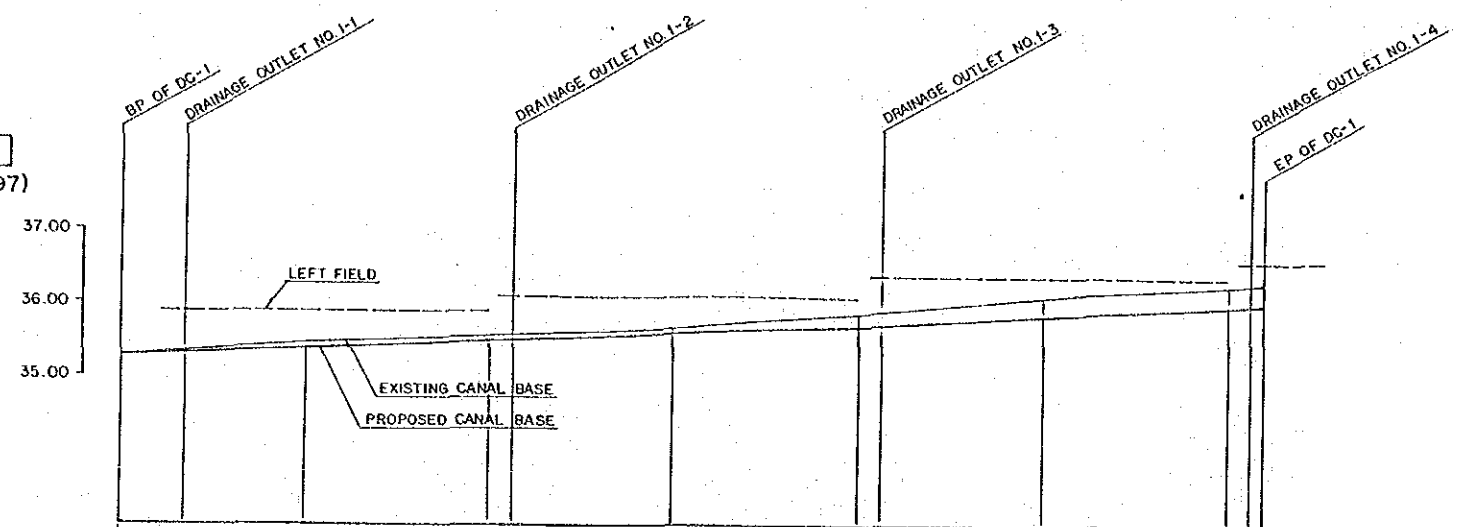 BP OF DC-1
DRAINAGE OUTLET NO.1-1
DRAINAGE OUTLET NO.1-2
DRAINAGE OUTLET NO.1-3
DRAINAGE OUTLET NO.1-4
EP OF DC-1
97)
37.00
36.00
35.00
LEFT FIELD
EXISTING CANAL BASE
PROPOSED CANAL BASE